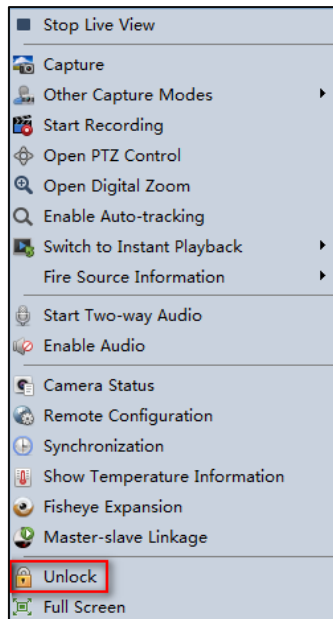 Stop Live View
Capture
Other Capture Modes
Start Recording
Open PTZ Control
Open Digital Zoom
Enable Auto-tracking
Switch to Instant Playback
Fire Source Information
Start Two-way Audio
Enable Audio
Camera Status
Remote Configuration
Synchronization
Show Temperature Information
Fisheye Expansion
Master-slave Linkage
Unlock
Full Screen